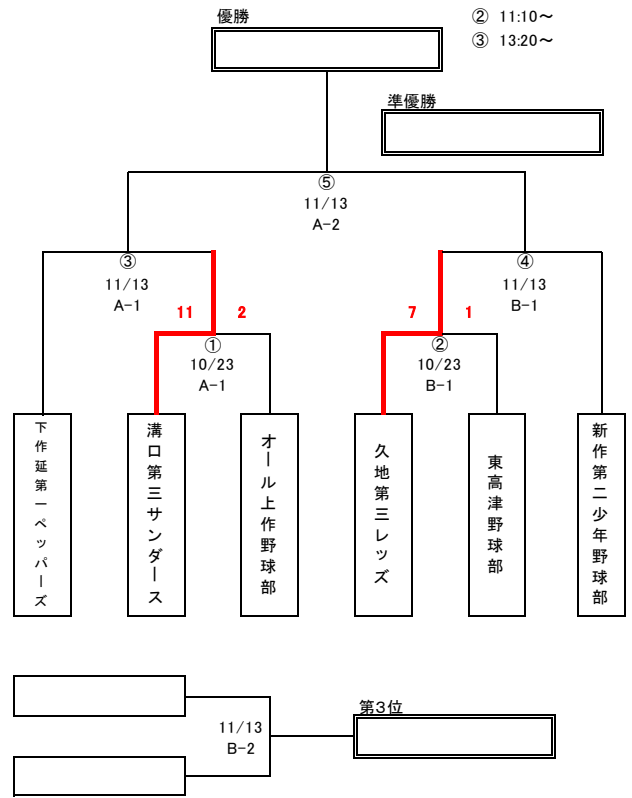 優勝
② 11:10～
③ 13:20～
準優勝
⑤
11/13
A-2
③
11/13
A-1
④
11/13
B-1
11
2
7
1
①
10/23
A-1
②
10/23
B-1
下作延第一ペッパーズ
溝口第三サンダース
オール上作野球部
久地第三レッズ
東高津野球部
新作第二少年野球部
11/13
B-2
第3位